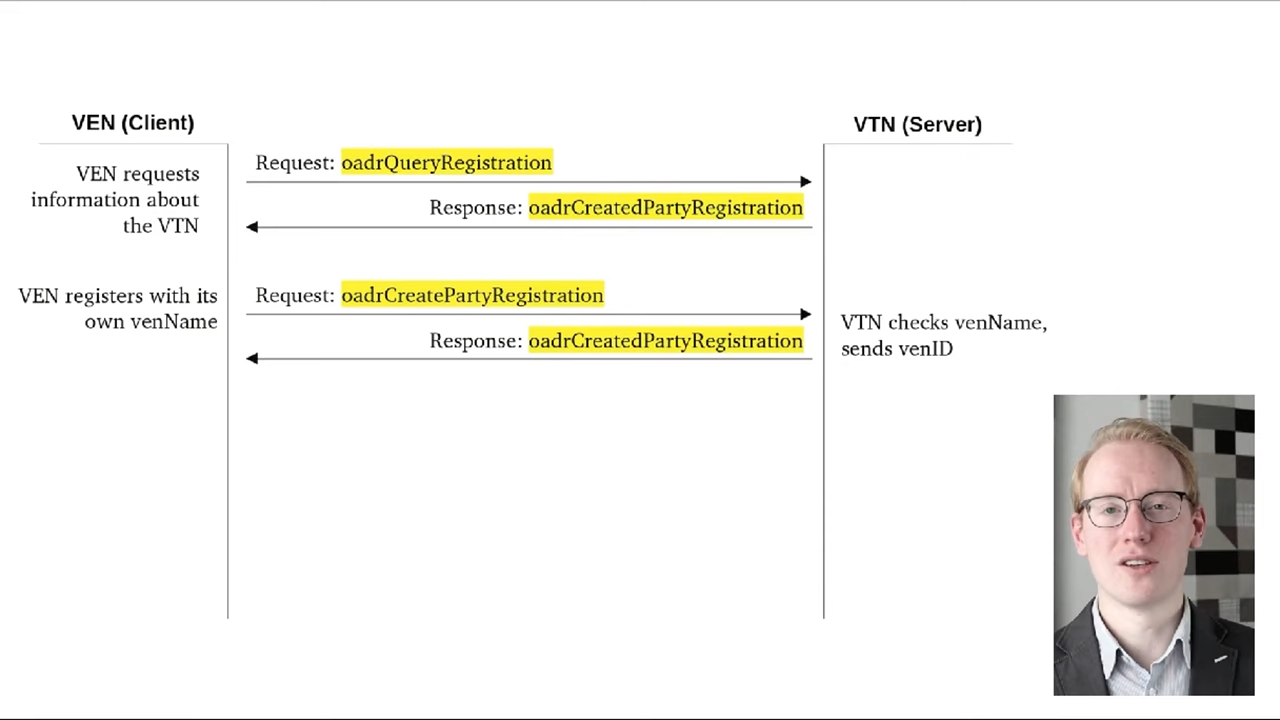 VEN (Client)
VTN (Server)
VEN requests
information about
the VTN
Request: oadrQueryRegistration
Response: oadrCreatedPartyRegistration
VEN registers with its
own venName
Request: oadrCreatePartyRegistration
Response: oadrCreatedPartyRegistration
VTN checks venName,
sends venID